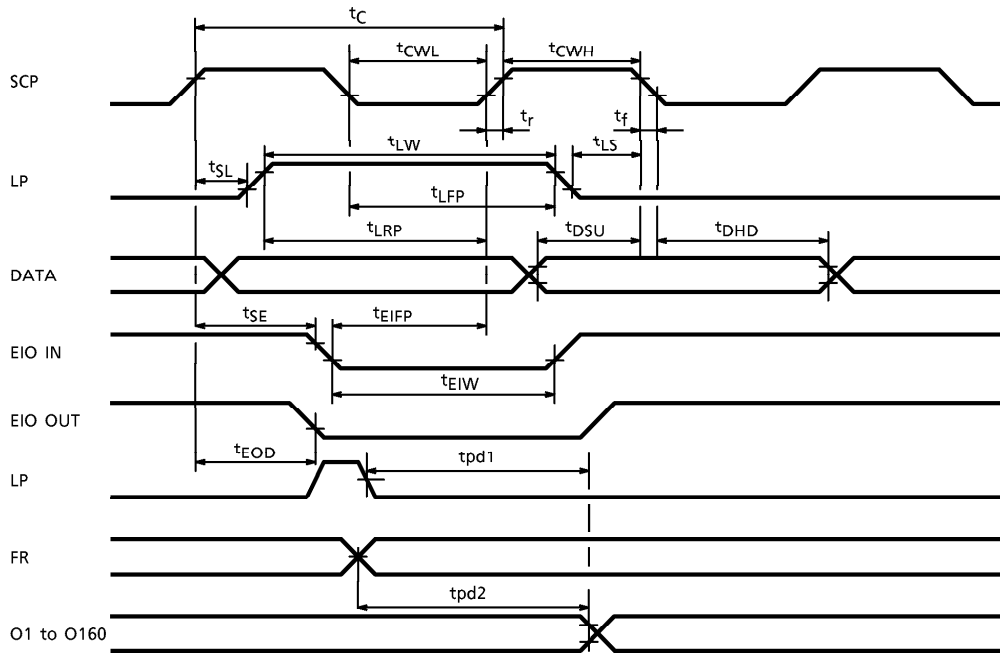 tC
tCWL
tCWH
SCP
tr
tf
tLW
tLS
tSL
LP
tLFP
tLRP
tDSU
tDHD
DATA
tSE
tEIFP
EIO IN
tEIW
EIO OUT
tEOD
tpd1
LP
FR
tpd2
O1 to O160